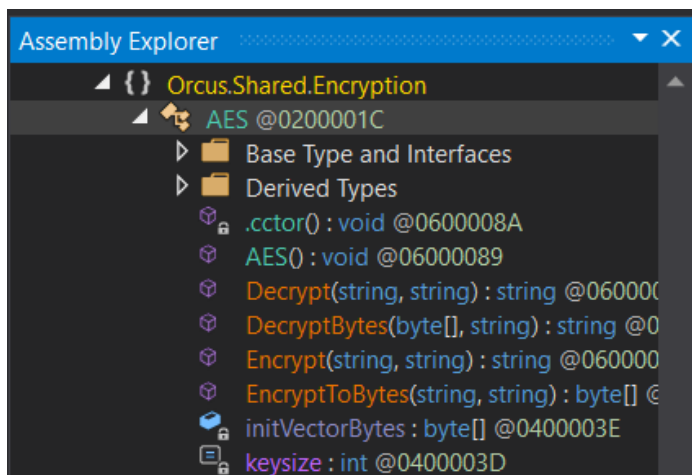 Assembly Explorer
{ } Orcus.Shared.Encryption
AES @0200001C
Base Type and Interfaces
Derived Types
.cctor() : void @0600008A
AES() : void @06000089
Decrypt(string, string) : string @060000
DecryptBytes(byte[], string) : string @0
Encrypt(string, string) : string @060000
EncryptToBytes(string, string) : byte[] @
initVectorBytes : byte[] @0400003E
keysize : int @0400003D